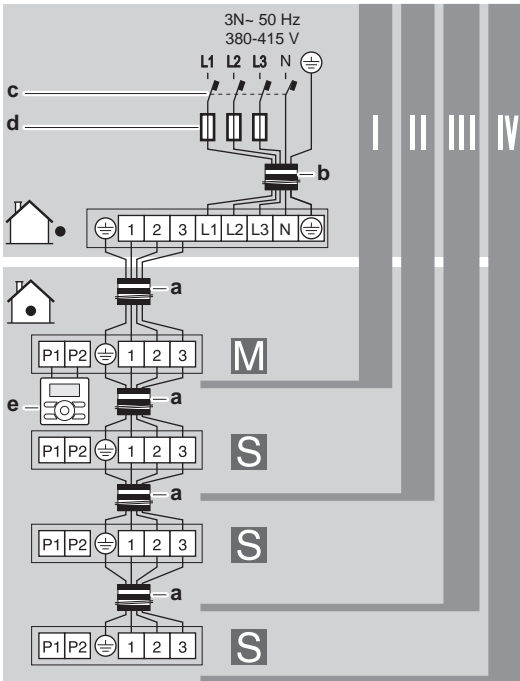 3N~ 50 Hz
380-415 V
L1 L2 L3 N
c
d
I II III IV
b
1 2 3 L1 L2 L3 N
a
P1 P2 1 2 3 M
e
a
P1 P2 1 2 3 S
a
P1 P2 1 2 3 S
a
P1 P2 1 2 3 S